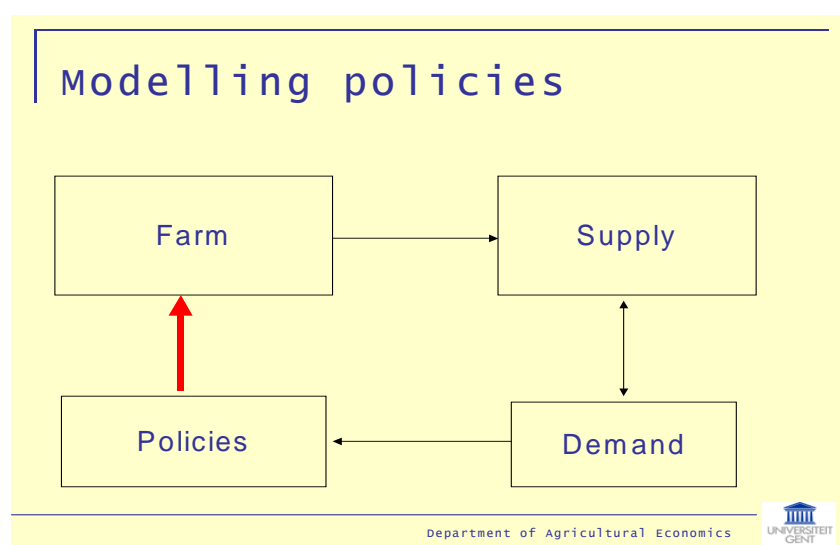 Modelling policies
Farm
Supply
Policies
Demand
Department of Agricultural Economics
UNIVERSITEIT
GENT